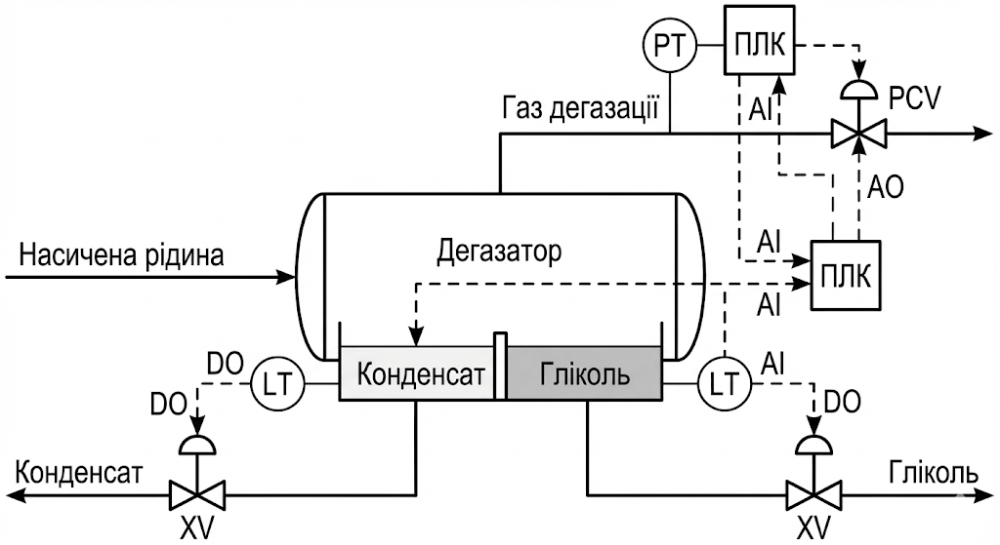 PT
ПЛК
PCV
Газ дегазації
AI
AO
Насичена рідина
Дегазатор
AI
ПЛК
AI
DO
LT
Конденсат
Гліколь
LT
AI
DO
DO
Конденсат
XV
XV
Гліколь